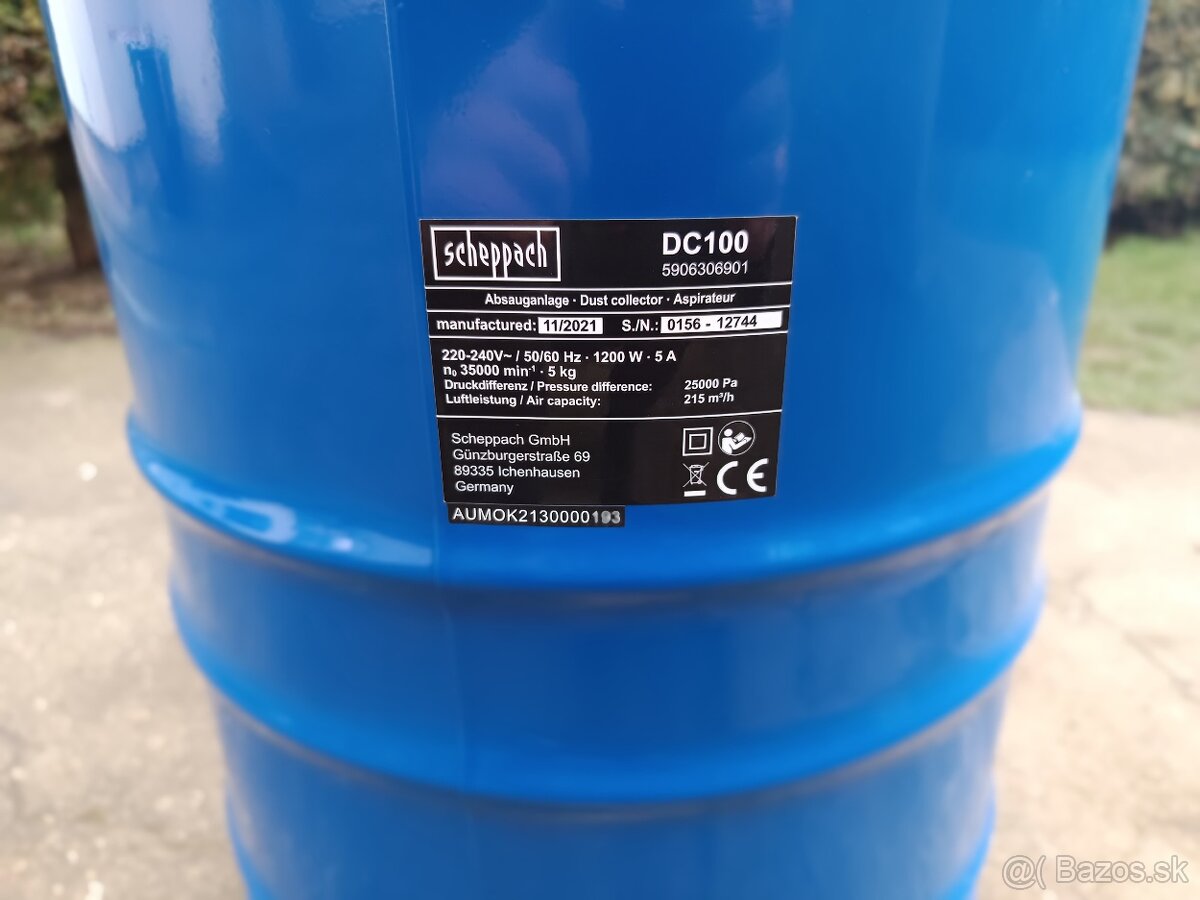 scheppach
DC100
5906306901
Absauganlage · Dust collector · Aspirateur
manufactured: 11/2021 S./N.: 0156 - 12744
220-240V~ / 50/60 Hz · 1200 W · 5 A
n₀ 35000 min⁻¹ · 5 kg
Druckdifferenz / Pressure difference: 25000 Pa
Luftleistung / Air capacity: 215 m³/h
Scheppach GmbH
Günzburgerstraße 69
89335 Ichenhausen
Germany
CE
AUMOK2130000193
@( Bazos.sk